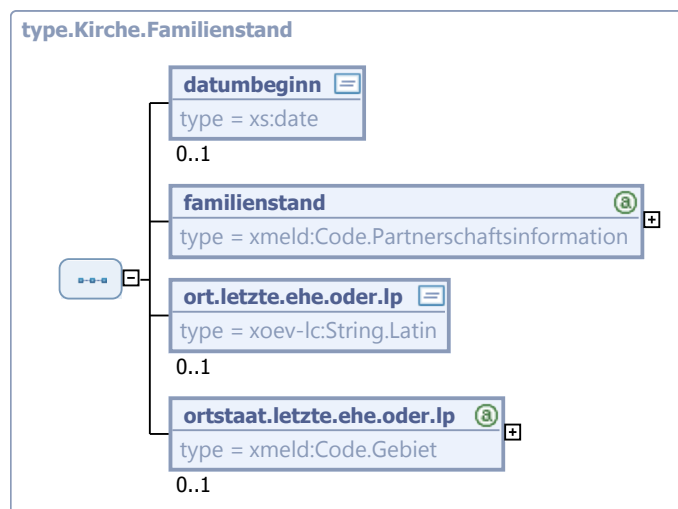 type.Kirche.Familienstand
datumbeginn
type = xs:date
0..1
familienstand
type = xmeld:Code.Partnerschaftsinformation
ort.letzte.ehe.oder.lp
type = xoev-lc:String.Latin
0..1
ortstaat.letzte.ehe.oder.lp
type = xmeld:Code.Gebiet
0..1